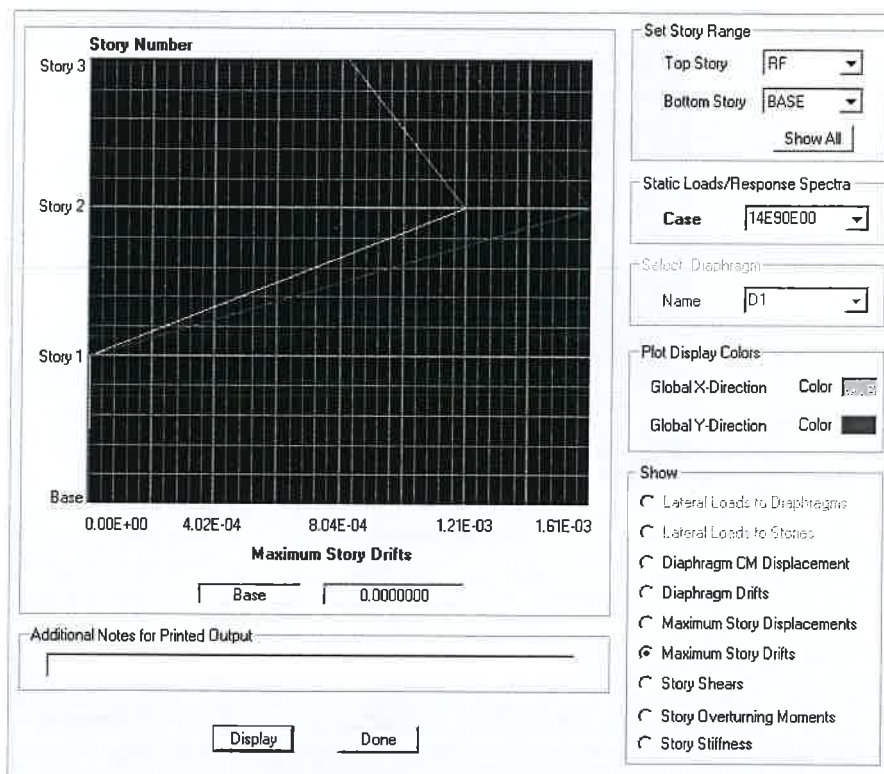 Story Number
Story 3
Story 2
Story 1
Base
0.00E+00 4.02E-04 8.04E-04 1.21E-03 1.61E-03
Maximum Story Drifts
Base 0.0000000
Additional Notes for Printed Output
Display Done
Set Story Range
Top Story RF
Bottom Story BASE
Show All
Static Loads/Response Spectra
Case 14E90E00
Select Diaphragm
Name D1
Plot Display Colors
Global X-Direction Color
Global Y-Direction Color
Show
Lateral Loads to Diaphragms
Lateral Loads to Stories
Diaphragm CM Displacement
Diaphragm Drifts
Maximum Story Displacements
Maximum Story Drifts
Story Shears
Story Overturning Moments
Story Stiffness